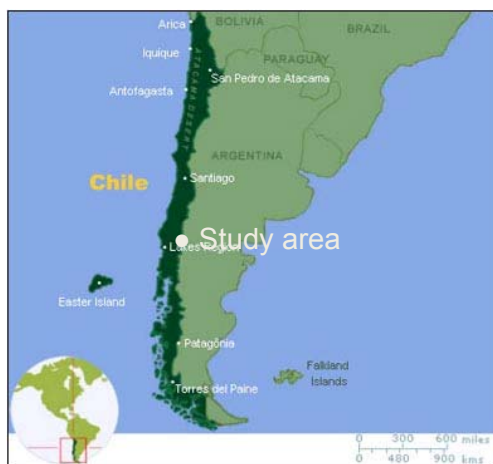 Arica
BOLIVIA
BRAZIL
Iquique
PARAGUAY
San Pedro de Atacama
ATACAMA DESERT
Antofagasta
ARGENTINA
Chile
Santiago
Study area
Lakes Region
Easter Island
Patagônia
Falkland
Islands
Torres del Paine
0 300 600 miles
0 480 900 kms